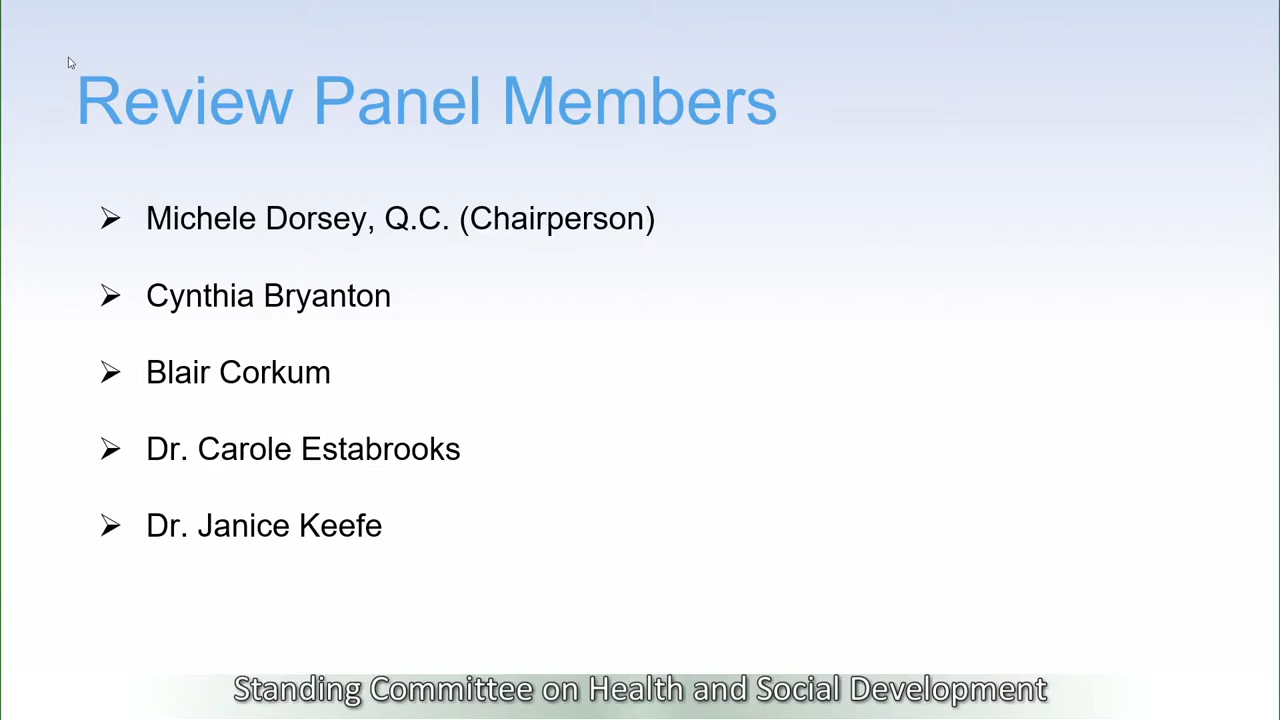 Review Panel Members
➢ Michele Dorsey, Q.C. (Chairperson)
➢ Cynthia Bryanton
➢ Blair Corkum
➢ Dr. Carole Estabrooks
➢ Dr. Janice Keefe
Standing Committee on Health and Social Development